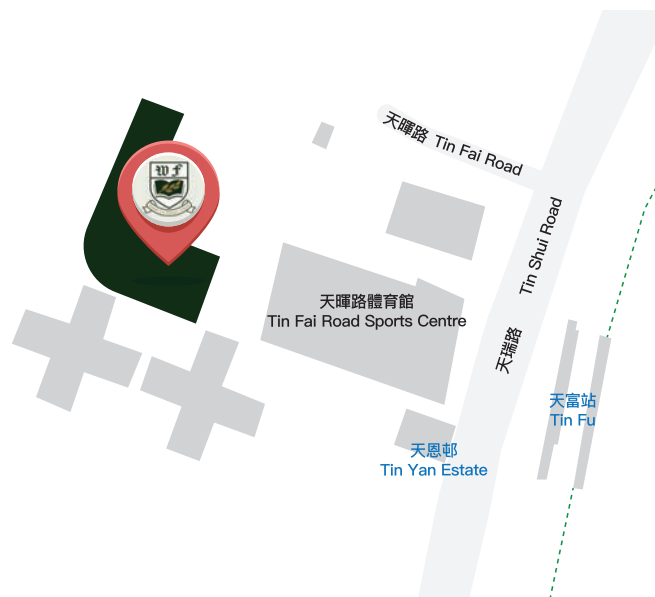 W F
天暉路 Tin Fai Road
天瑞路 Tin Shui Road
天暉路體育館
Tin Fai Road Sports Centre
天富站
Tin Fu
天恩邨
Tin Yan Estate